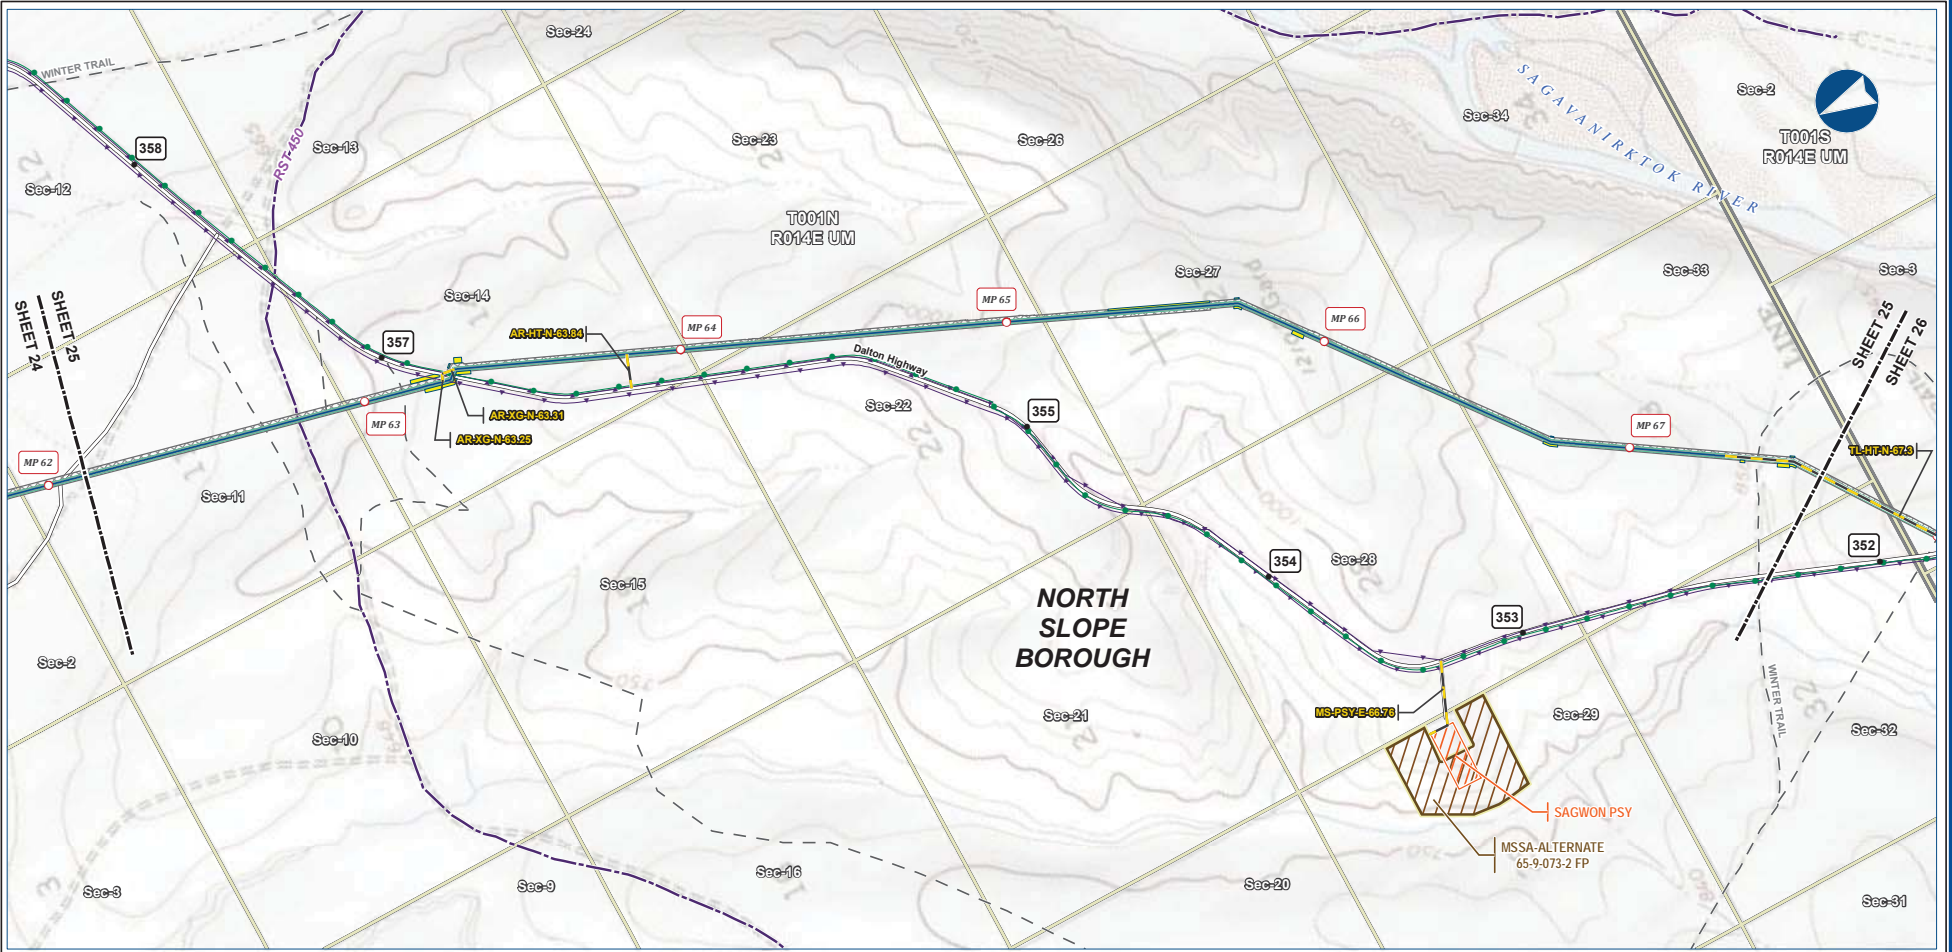 Sec-24
WINTER TRAIL
358
Sec-13
RST-450
Sec-12
Sec-23
Sec-26
Sec-34
Sec-2
SAGAVANIRKTOK RIVER
T001S
R014E UM
T001N
R014E UM
Sec-27
Sec-33
Sec-3
SHEET 24
SHEET 25
Sec-14
357
AR-HT-N-63.84
MP 64
MP 65
MP 66
SHEET 25
SHEET 26
LINE
Dalton Highway
MP 62
MP 63
AR-XG-N-63.31
AR-XG-N-63.25
Sec-22
355
MP 67
TL-HT-N-67.3
Sec-11
1000
354
Sec-28
352
Sec-15
NORTH
SLOPE
BOROUGH
353
Sec-2
750
WINTER TRAIL
MS-PSY-E-66.76
Sec-21
Sec-29
Sec-32
Sec-10
SAGWON PSY
MSSA-ALTERNATE
65-9-073-2 FP
750
Sec-3
Sec-9
Sec-16
Sec-20
Sec-31